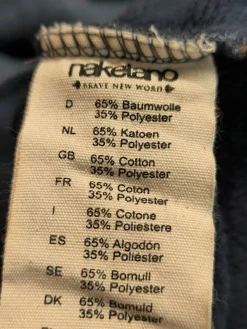 naketano
BRAVE NEW WORD
D 65% Baumwolle
35% Polyester
NL 65% Katoen
35% Polyester
GB 65% Cotton
35% Polyester
FR 65% Coton
35% Polyester
I 65% Cotone
35% Poliestere
ES 65% Algodón
35% Poliéster
SE 65% Bomull
35% Polyester
DK 65% Bomuld
35% Polyester